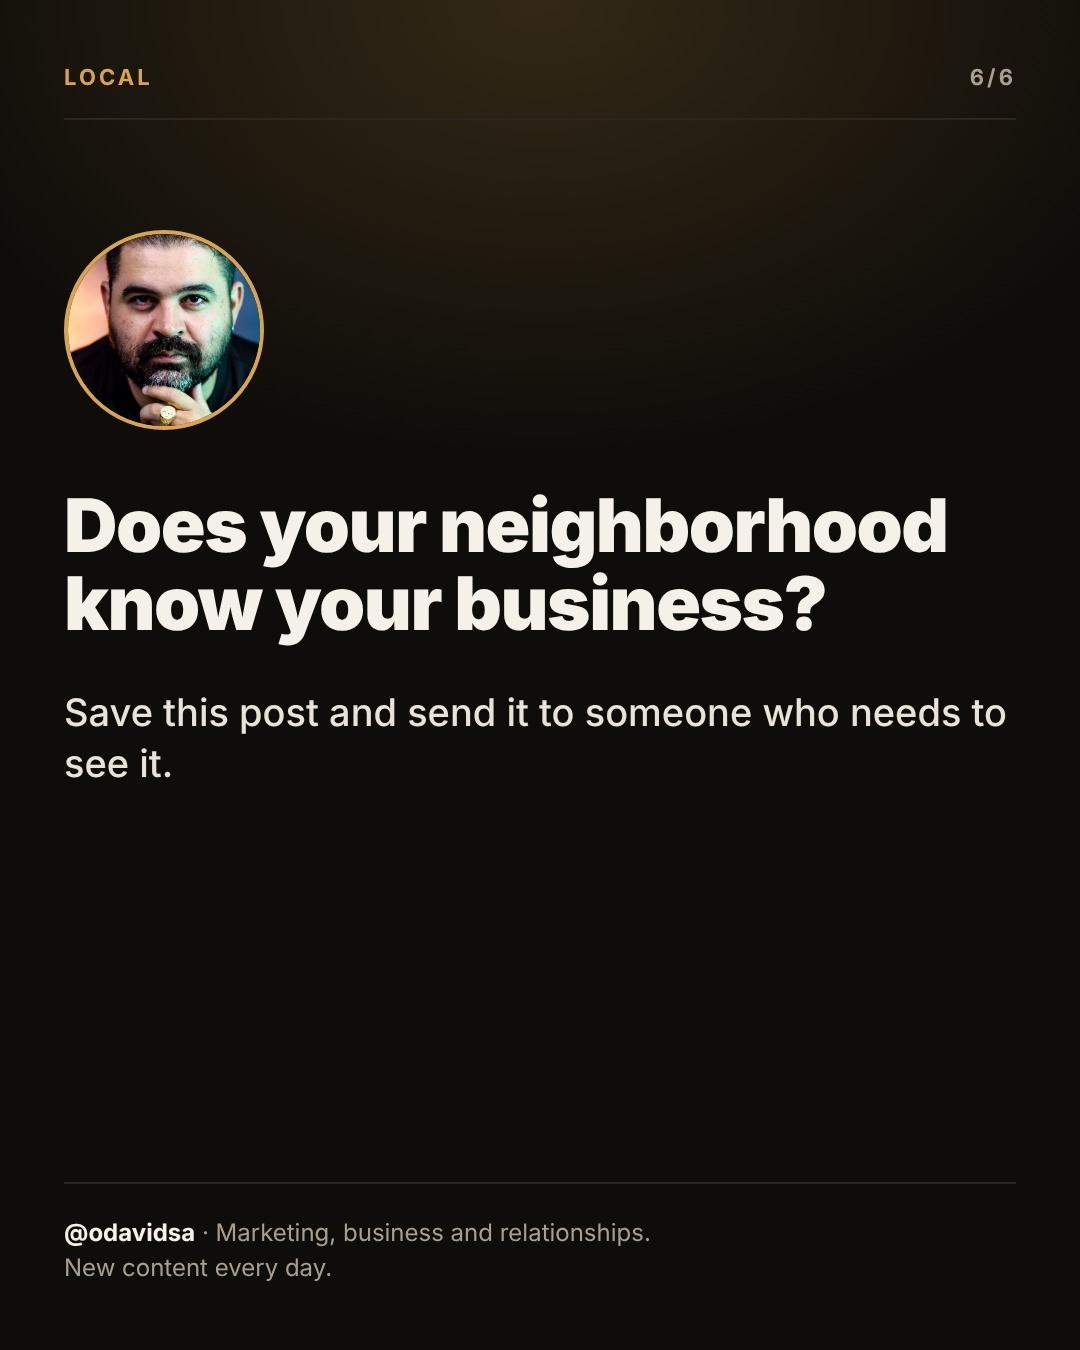 LOCAL
6/6
Does your neighborhood
know your business?
Save this post and send it to someone who needs to
see it.
@odavidsa · Marketing, business and relationships.
New content every day.